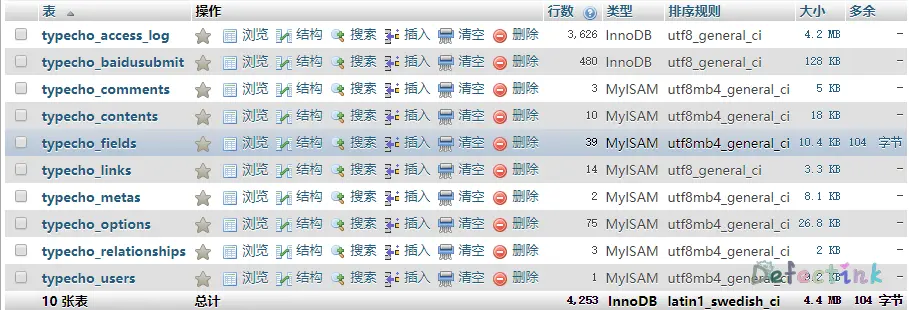 表 操作 行数 类型 排序规则 大小 多余
typecho_access_log 浏览 结构 搜索 插入 清空 删除 3,626 InnoDB utf8_general_ci 4.2 MB -
typecho_baidusubmit 浏览 结构 搜索 插入 清空 删除 480 InnoDB utf8_general_ci 128 KB -
typecho_comments 浏览 结构 搜索 插入 清空 删除 3 MyISAM utf8mb4_general_ci 5 KB -
typecho_contents 浏览 结构 搜索 插入 清空 删除 10 MyISAM utf8mb4_general_ci 18 KB -
typecho_fields 浏览 结构 搜索 插入 清空 删除 39 MyISAM utf8mb4_general_ci 10.4 KB 104 字节
typecho_links 浏览 结构 搜索 插入 清空 删除 14 MyISAM utf8mb4_general_ci 3.3 KB -
typecho_metas 浏览 结构 搜索 插入 清空 删除 2 MyISAM utf8mb4_general_ci 8.1 KB -
typecho_options 浏览 结构 搜索 插入 清空 删除 75 MyISAM utf8mb4_general_ci 26.8 KB -
typecho_relationships 浏览 结构 搜索 插入 清空 删除 3 MyISAM utf8mb4_general_ci 2 KB -
typecho_users 浏览 结构 搜索 插入 清空 删除 1 MyISAM utf8mb4_general_ci KB -
Defectink
10 张表 总计 4,253 InnoDB latin1_swedish_ci 4.4 MB 104 字节